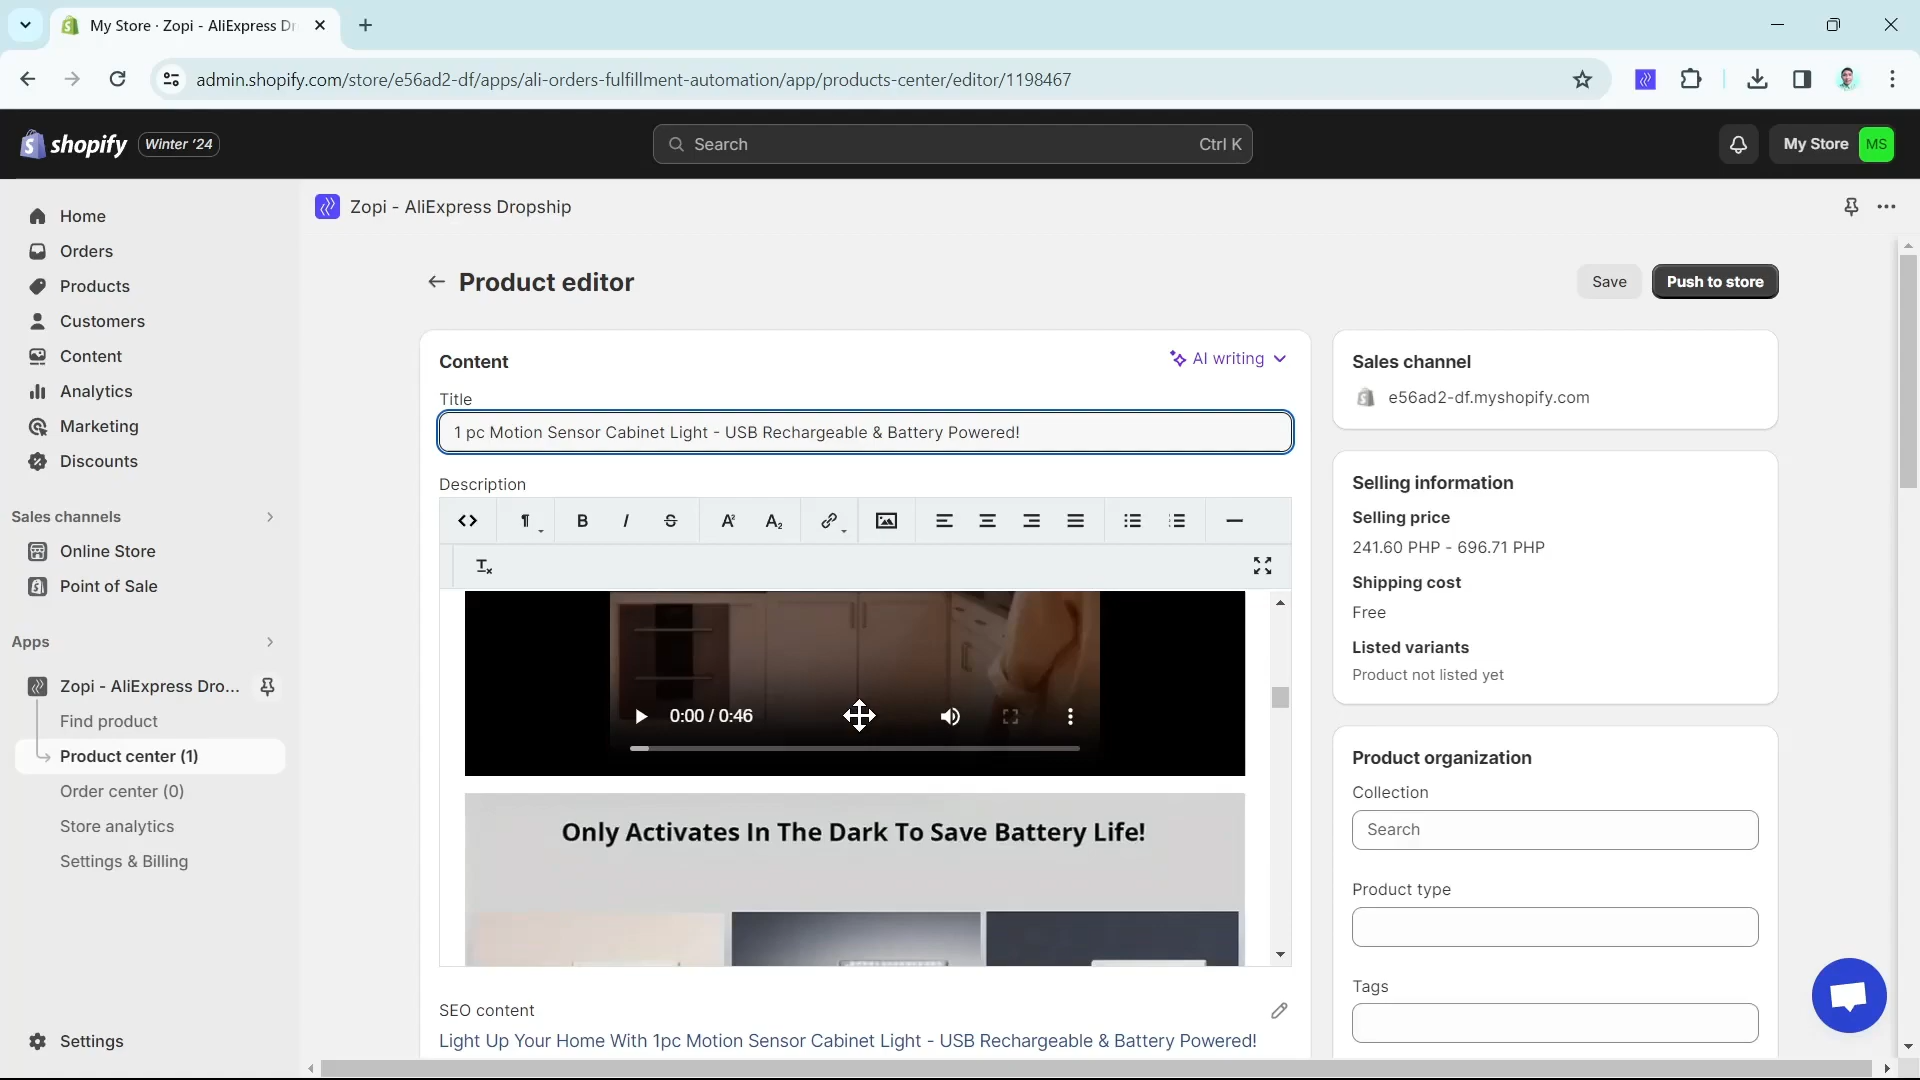 My Store · Zopi - AliExpress Dr
admin.shopify.com/store/e56ad2-df/apps/ali-orders-fulfillment-automation/app/products-center/editor/1198467
shopify
Winter '24
Search
Ctrl K
My Store
MS
Home
Orders
Products
Customers
Content
Analytics
Marketing
Discounts
Sales channels
Online Store
Point of Sale
Apps
Zopi - AliExpress Dro...
Find product
Product center (1)
Order center (0)
Store analytics
Settings & Billing
Settings
Zopi - AliExpress Dropship
Product editor
Save
Push to store
Content
AI writing
Title
1 pc Motion Sensor Cabinet Light - USB Rechargeable & Battery Powered!
Description
0:00 / 0:46
Only Activates In The Dark To Save Battery Life!
SEO content
Light Up Your Home With 1pc Motion Sensor Cabinet Light - USB Rechargeable & Battery Powered!
Sales channel
e56ad2-df.myshopify.com
Selling information
Selling price
241.60 PHP - 696.71 PHP
Shipping cost
Free
Listed variants
Product not listed yet
Product organization
Collection
Search
Product type
Tags